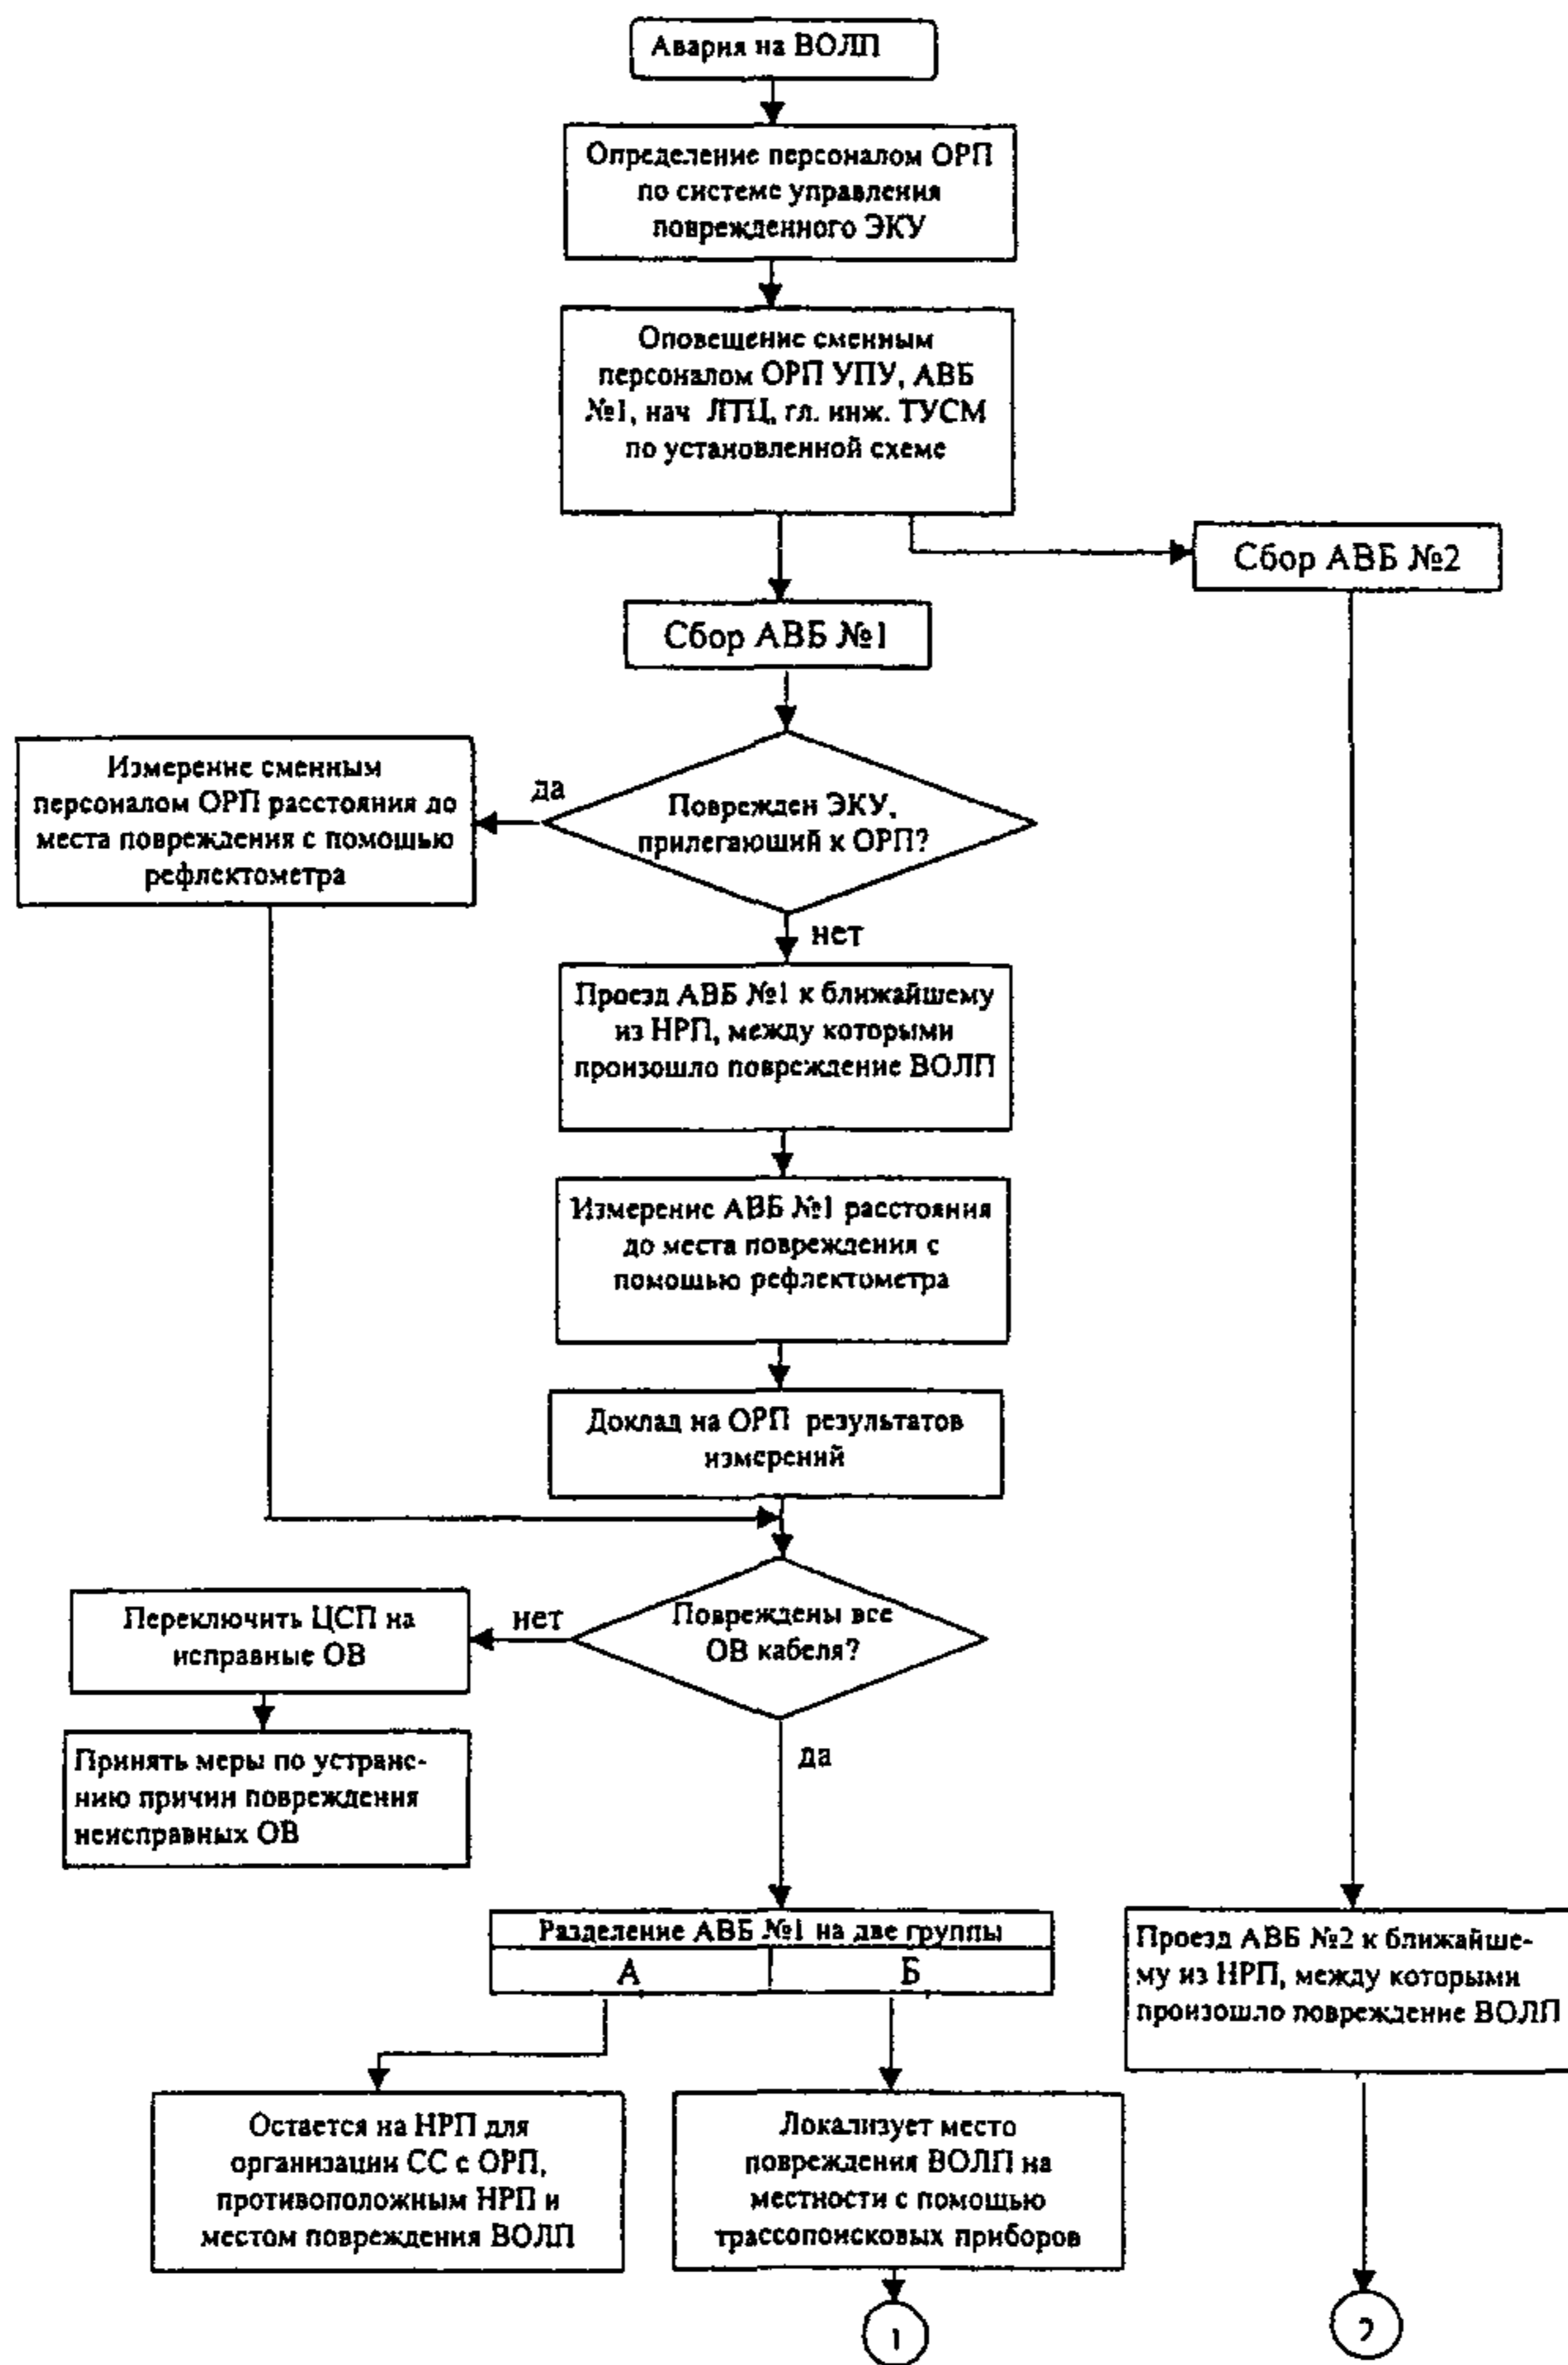 Авария на ВОЛП
Определение персоналом ОРП
по системе управления
поврежденного ЭКУ
Оповещение сменным
персоналом ОРП УПУ, АВБ
№1, нач ЛТЦ, гл. инж. ТУСМ
по установленной схеме
Сбор АВБ №2
Сбор АВБ №1
Измерение сменным
персоналом ОРП расстояния до
места повреждения с помощью
рефлектометра
да
Поврежден ЭКУ,
прилегающий к ОРП?
нет
Проезд АВБ №1 к ближайшему
из НРП, между которыми
произошло повреждение ВОЛП
Измерение АВБ №1 расстояния
до места повреждения с
помощью рефлектометра
Доклад на ОРП результатов
измерений
Переключить ЦСП на
исправные ОВ
нет
Повреждены все
ОВ кабеля?
Принять меры по устране-
нию причин повреждения
неисправных ОВ
да
Разделение АВБ №1 на две группы
А Б
Проезд АВБ №2 к ближайше-
му из НРП, между которыми
произошло повреждение ВОЛП
Остается на НРП для
организации СС с ОРП,
противоположным НРП и
местом повреждения ВОЛП
Локализует место
повреждения ВОЛП на
местности с помощью
трассопоисковых приборов
1
2